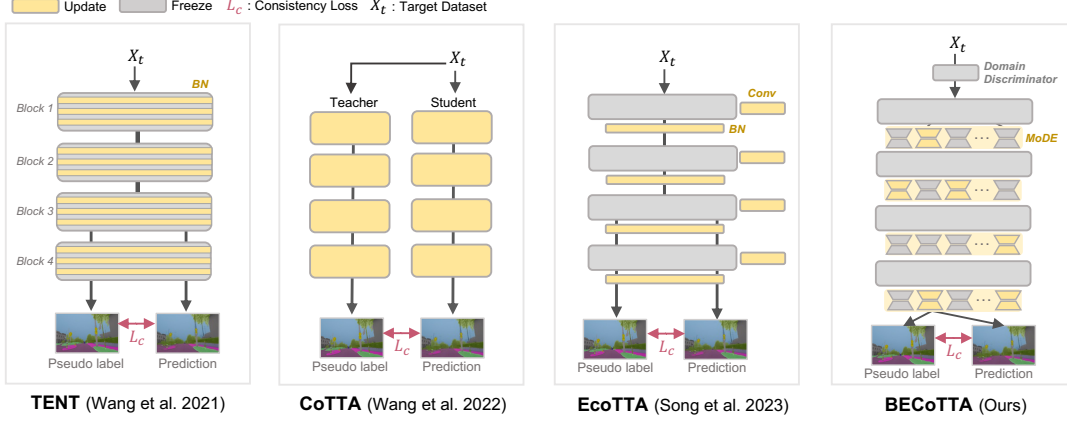 Update Freeze L_c : Consistency Loss X_t : Target Dataset
X_t
BN
Block 1
Block 2
Block 3
Block 4
L_c
Pseudo label Prediction
TENT (Wang et al. 2021)
X_t
Teacher Student
L_c
Pseudo label Prediction
CoTTA (Wang et al. 2022)
X_t
Conv
BN
L_c
Pseudo label Prediction
EcoTTA (Song et al. 2023)
X_t
Domain
Discriminator
MoDE
...
...
...
...
L_c
Pseudo label Prediction
BECoTTA (Ours)